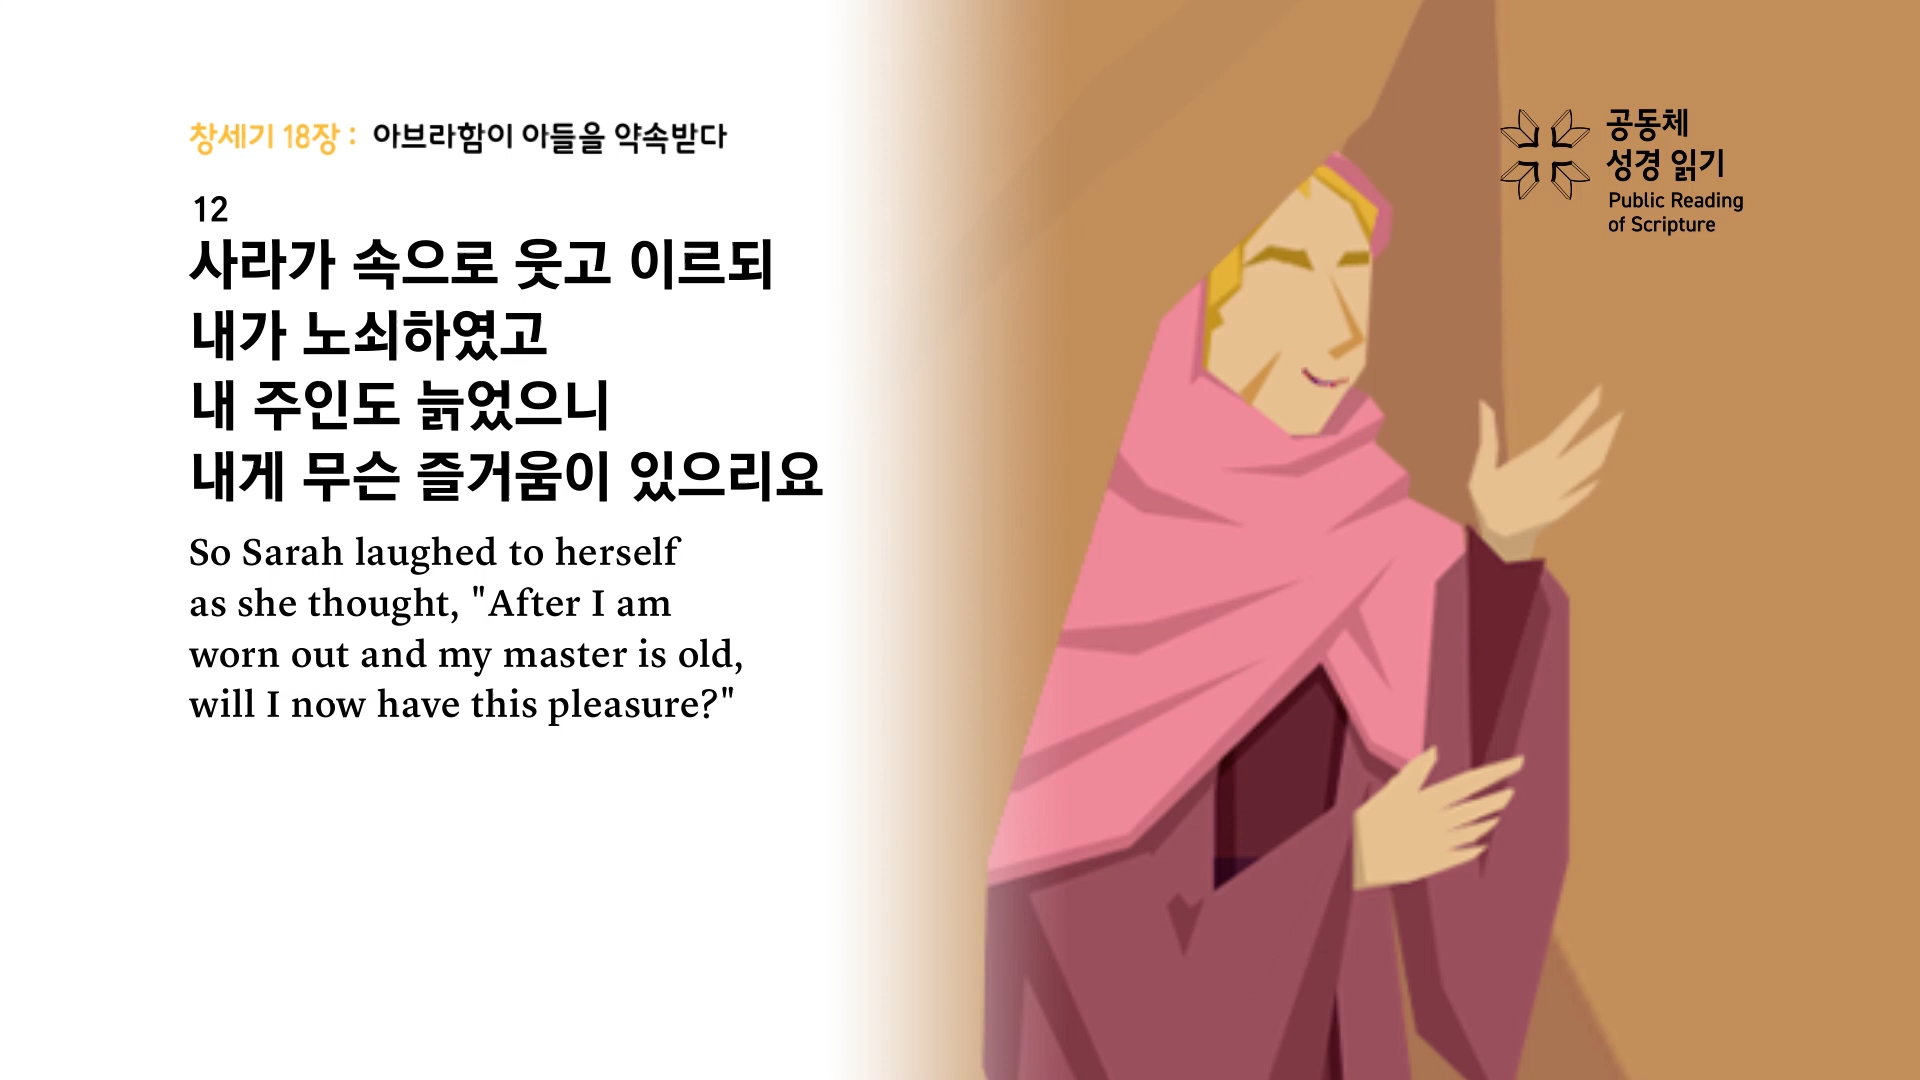 창세기 18장 : 아브라함이 아들을 약속받다
12
사라가 속으로 웃고 이르되
내가 노쇠하였고
내 주인도 늙었으니
내게 무슨 즐거움이 있으리요
So Sarah laughed to herself
as she thought, "After I am
worn out and my master is old,
will I now have this pleasure?"
공동체
성경 읽기
Public Reading
of Scripture